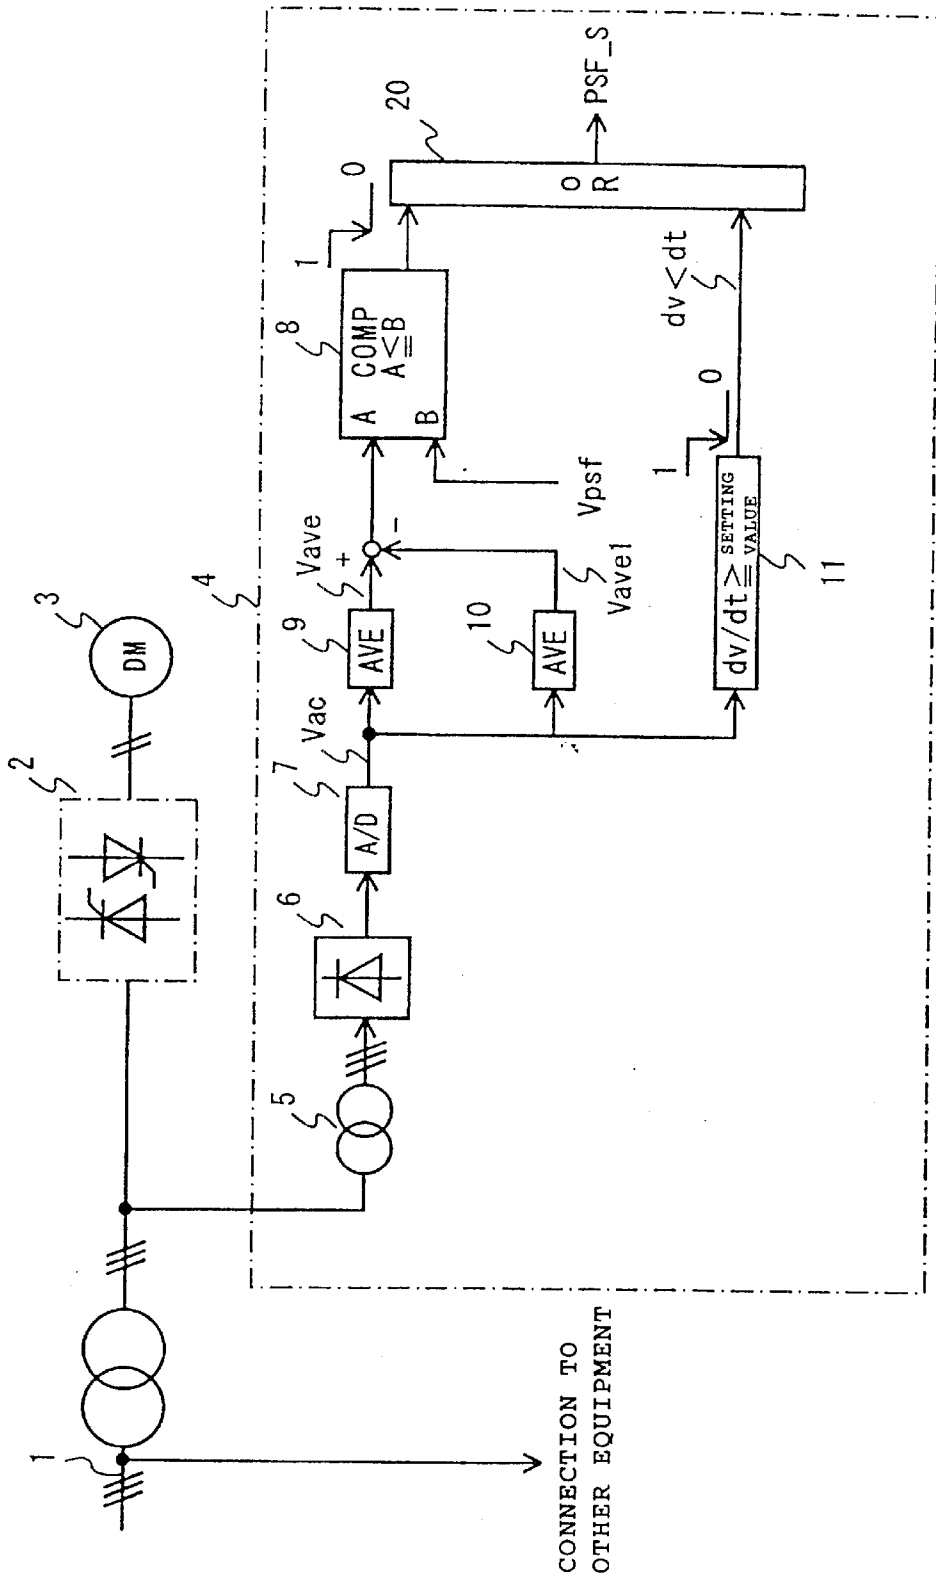 1
2
3
DM
4
5
6
7
A/D
Vac
9
AVE
Vave
+
-
10
AVE
Vave1
8
COMP
A≦B
A
B
Vpsf
1
0
20
OR
PSF_S
dv/dt≧SETTING
VALUE
11
1
0
dv<dt
CONNECTION TO
OTHER EQUIPMENT